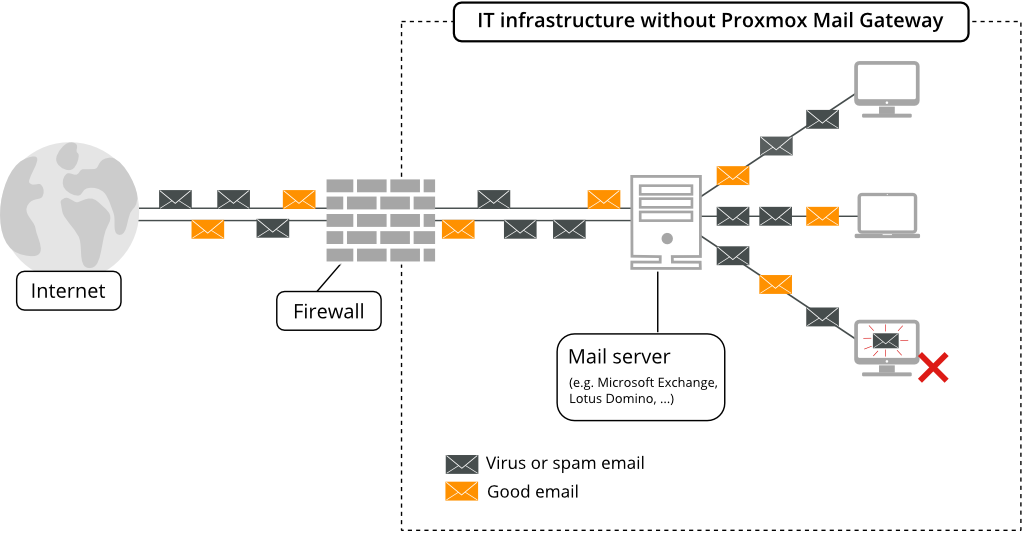 IT infrastructure without Proxmox Mail Gateway
Internet
Firewall
Mail server
(e.g. Microsoft Exchange,
Lotus Domino, ...)
Virus or spam email
Good email